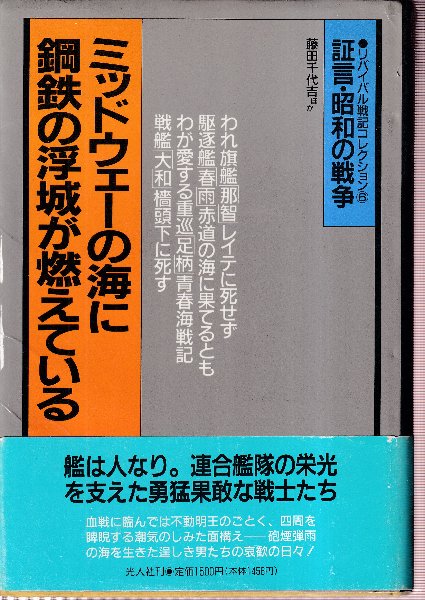 ●リバイバル戦記コレクション⑥
証言・昭和の戦争
藤田千代吉ほか
われ旗艦「那智」レイテに死せず
駆逐艦「春雨」赤道の海に果てるとも
わが愛する重巡「足柄」青春海戦記
戦艦「大和」檣頭下に死す
ミッドウェーの海に
鋼鉄の浮城が燃えている
艦は人なり。連合艦隊の栄光
を支えた勇猛果敢な戦士たち
血戦に臨んでは不動明王のごとく、四周を
睥睨する潮気のしみた面構え──砲煙弾雨
の海を生きた逞しき男たちの哀歓の日々！
光人社刊●定価1500円(本体1456円)